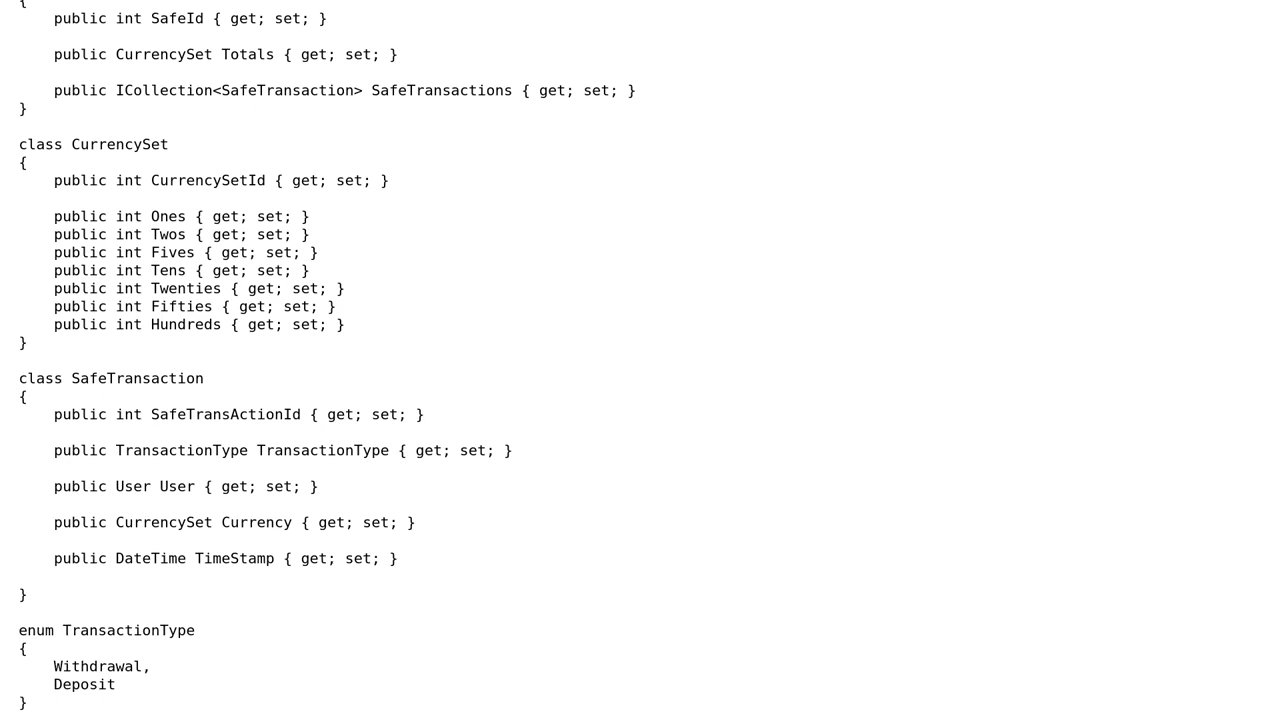 {
    public int SafeId { get; set; }

    public CurrencySet Totals { get; set; }

    public ICollection<SafeTransaction> SafeTransactions { get; set; }
}

class CurrencySet
{
    public int CurrencySetId { get; set; }

    public int Ones { get; set; }
    public int Twos { get; set; }
    public int Fives { get; set; }
    public int Tens { get; set; }
    public int Twenties { get; set; }
    public int Fifties { get; set; }
    public int Hundreds { get; set; }
}

class SafeTransaction
{
    public int SafeTransActionId { get; set; }

    public TransactionType TransactionType { get; set; }

    public User User { get; set; }

    public CurrencySet Currency { get; set; }

    public DateTime TimeStamp { get; set; }

}

enum TransactionType
{
    Withdrawal,
    Deposit
}